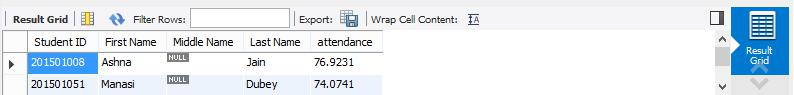 Result Grid Filter Rows: Export: Wrap Cell Content:
Student ID First Name Middle Name Last Name attendance
201501008 Ashna NULL Jain 76.9231
201501051 Manasi NULL Dubey 74.0741
Result
Grid